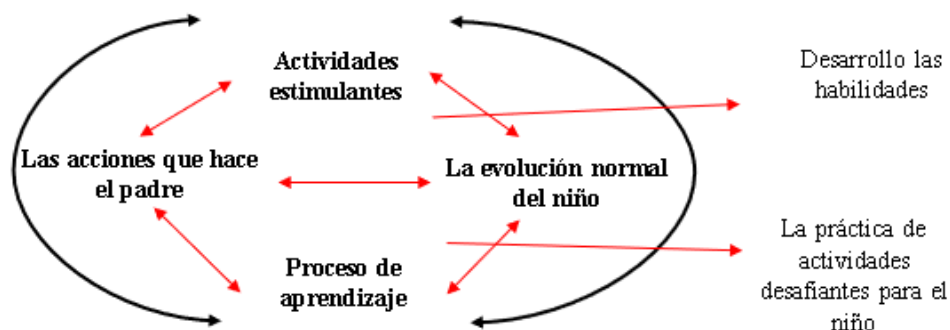 Actividades
estimulantes
Desarrollo las
habilidades
Las acciones que hace
el padre
La evolución normal
del niño
Proceso de
aprendizaje
La práctica de
actividades
desafiantes para el
niño